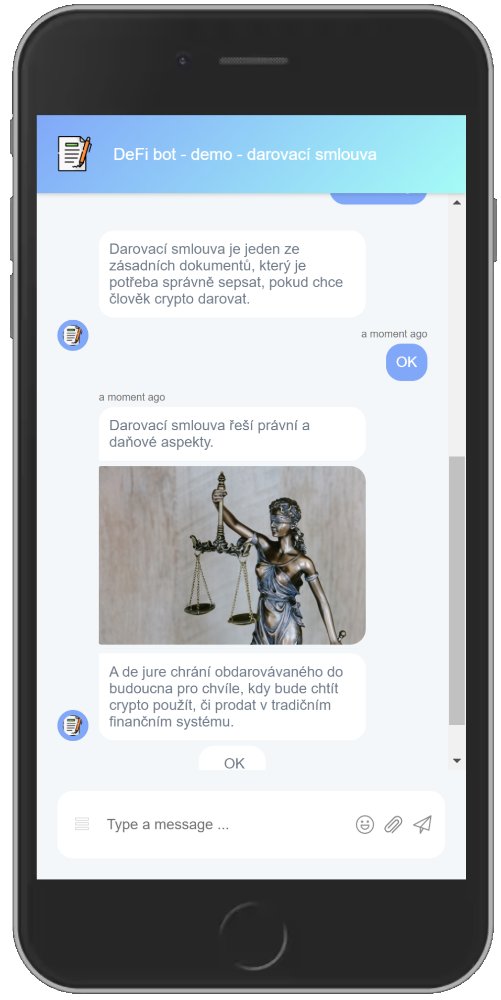 DeFi bot - demo - darovací smlouva
Darovací smlouva je jeden ze
zásadních dokumentů, který je
potřeba správně sepsat, pokud chce
člověk crypto darovat.
a moment ago
OK
a moment ago
Darovací smlouva řeší právní a
daňové aspekty.
A de jure chrání obdarovávaného do
budoucna pro chvíle, kdy bude chtít
crypto použít, či prodat v tradičním
finančním systému.
OK
Type a message ...